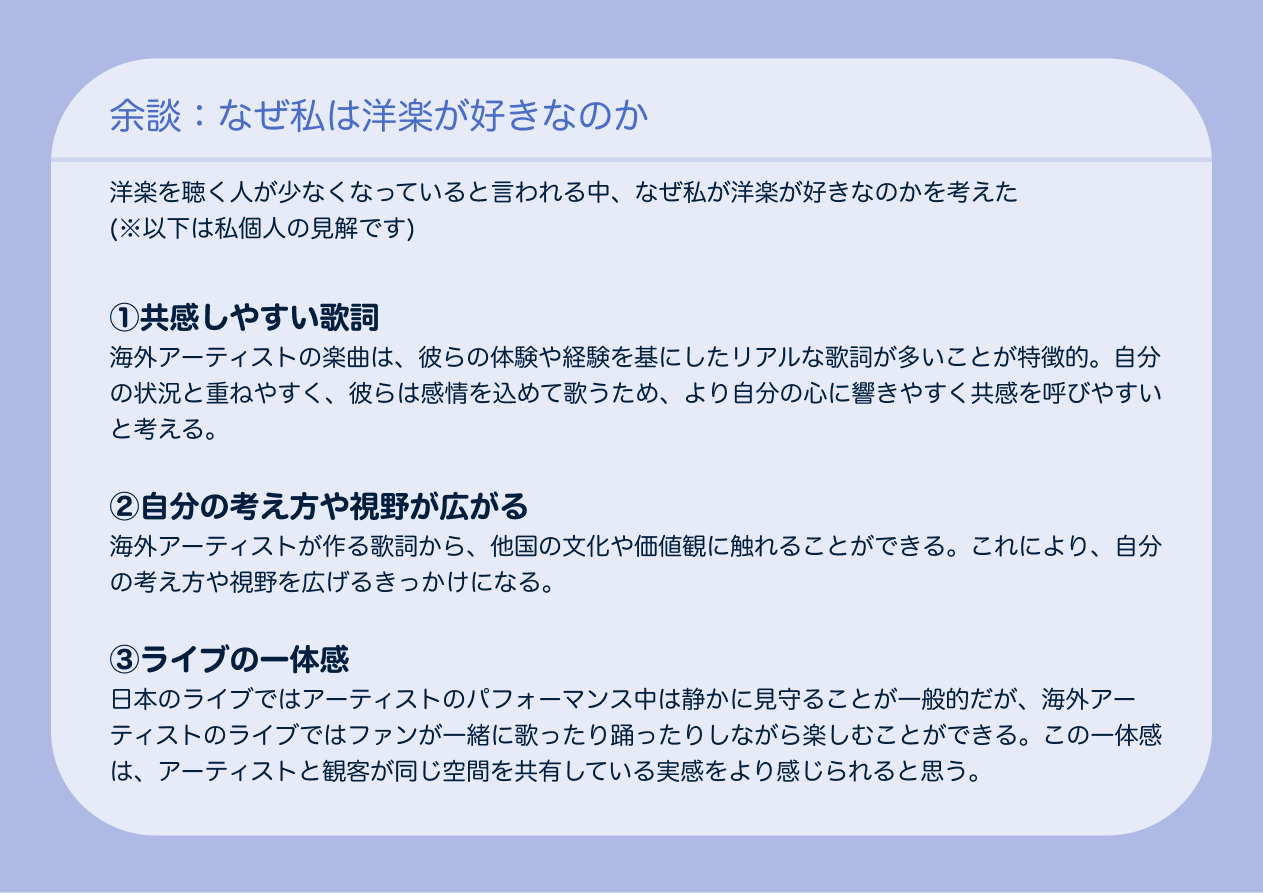 余談：なぜ私は洋楽が好きなのか
洋楽を聴く人が少なくなっていると言われる中、なぜ私が洋楽が好きなのかを考えた
(※以下は私個人の見解です)
①共感しやすい歌詞
海外アーティストの楽曲は、彼らの体験や経験を基にしたリアルな歌詞が多いことが特徴的。自分
の状況と重ねやすく、彼らは感情を込めて歌うため、より自分の心に響きやすく共感を呼びやすい
と考える。
②自分の考え方や視野が広がる
海外アーティストが作る歌詞から、他国の文化や価値観に触れることができる。これにより、自分
の考え方や視野を広げるきっかけになる。
③ライブの一体感
日本のライブではアーティストのパフォーマンス中は静かに見守ることが一般的だが、海外アー
ティストのライブではファンが一緒に歌ったり踊ったりしながら楽しむことができる。この一体感
は、アーティストと観客が同じ空間を共有している実感をより感じられると思う。